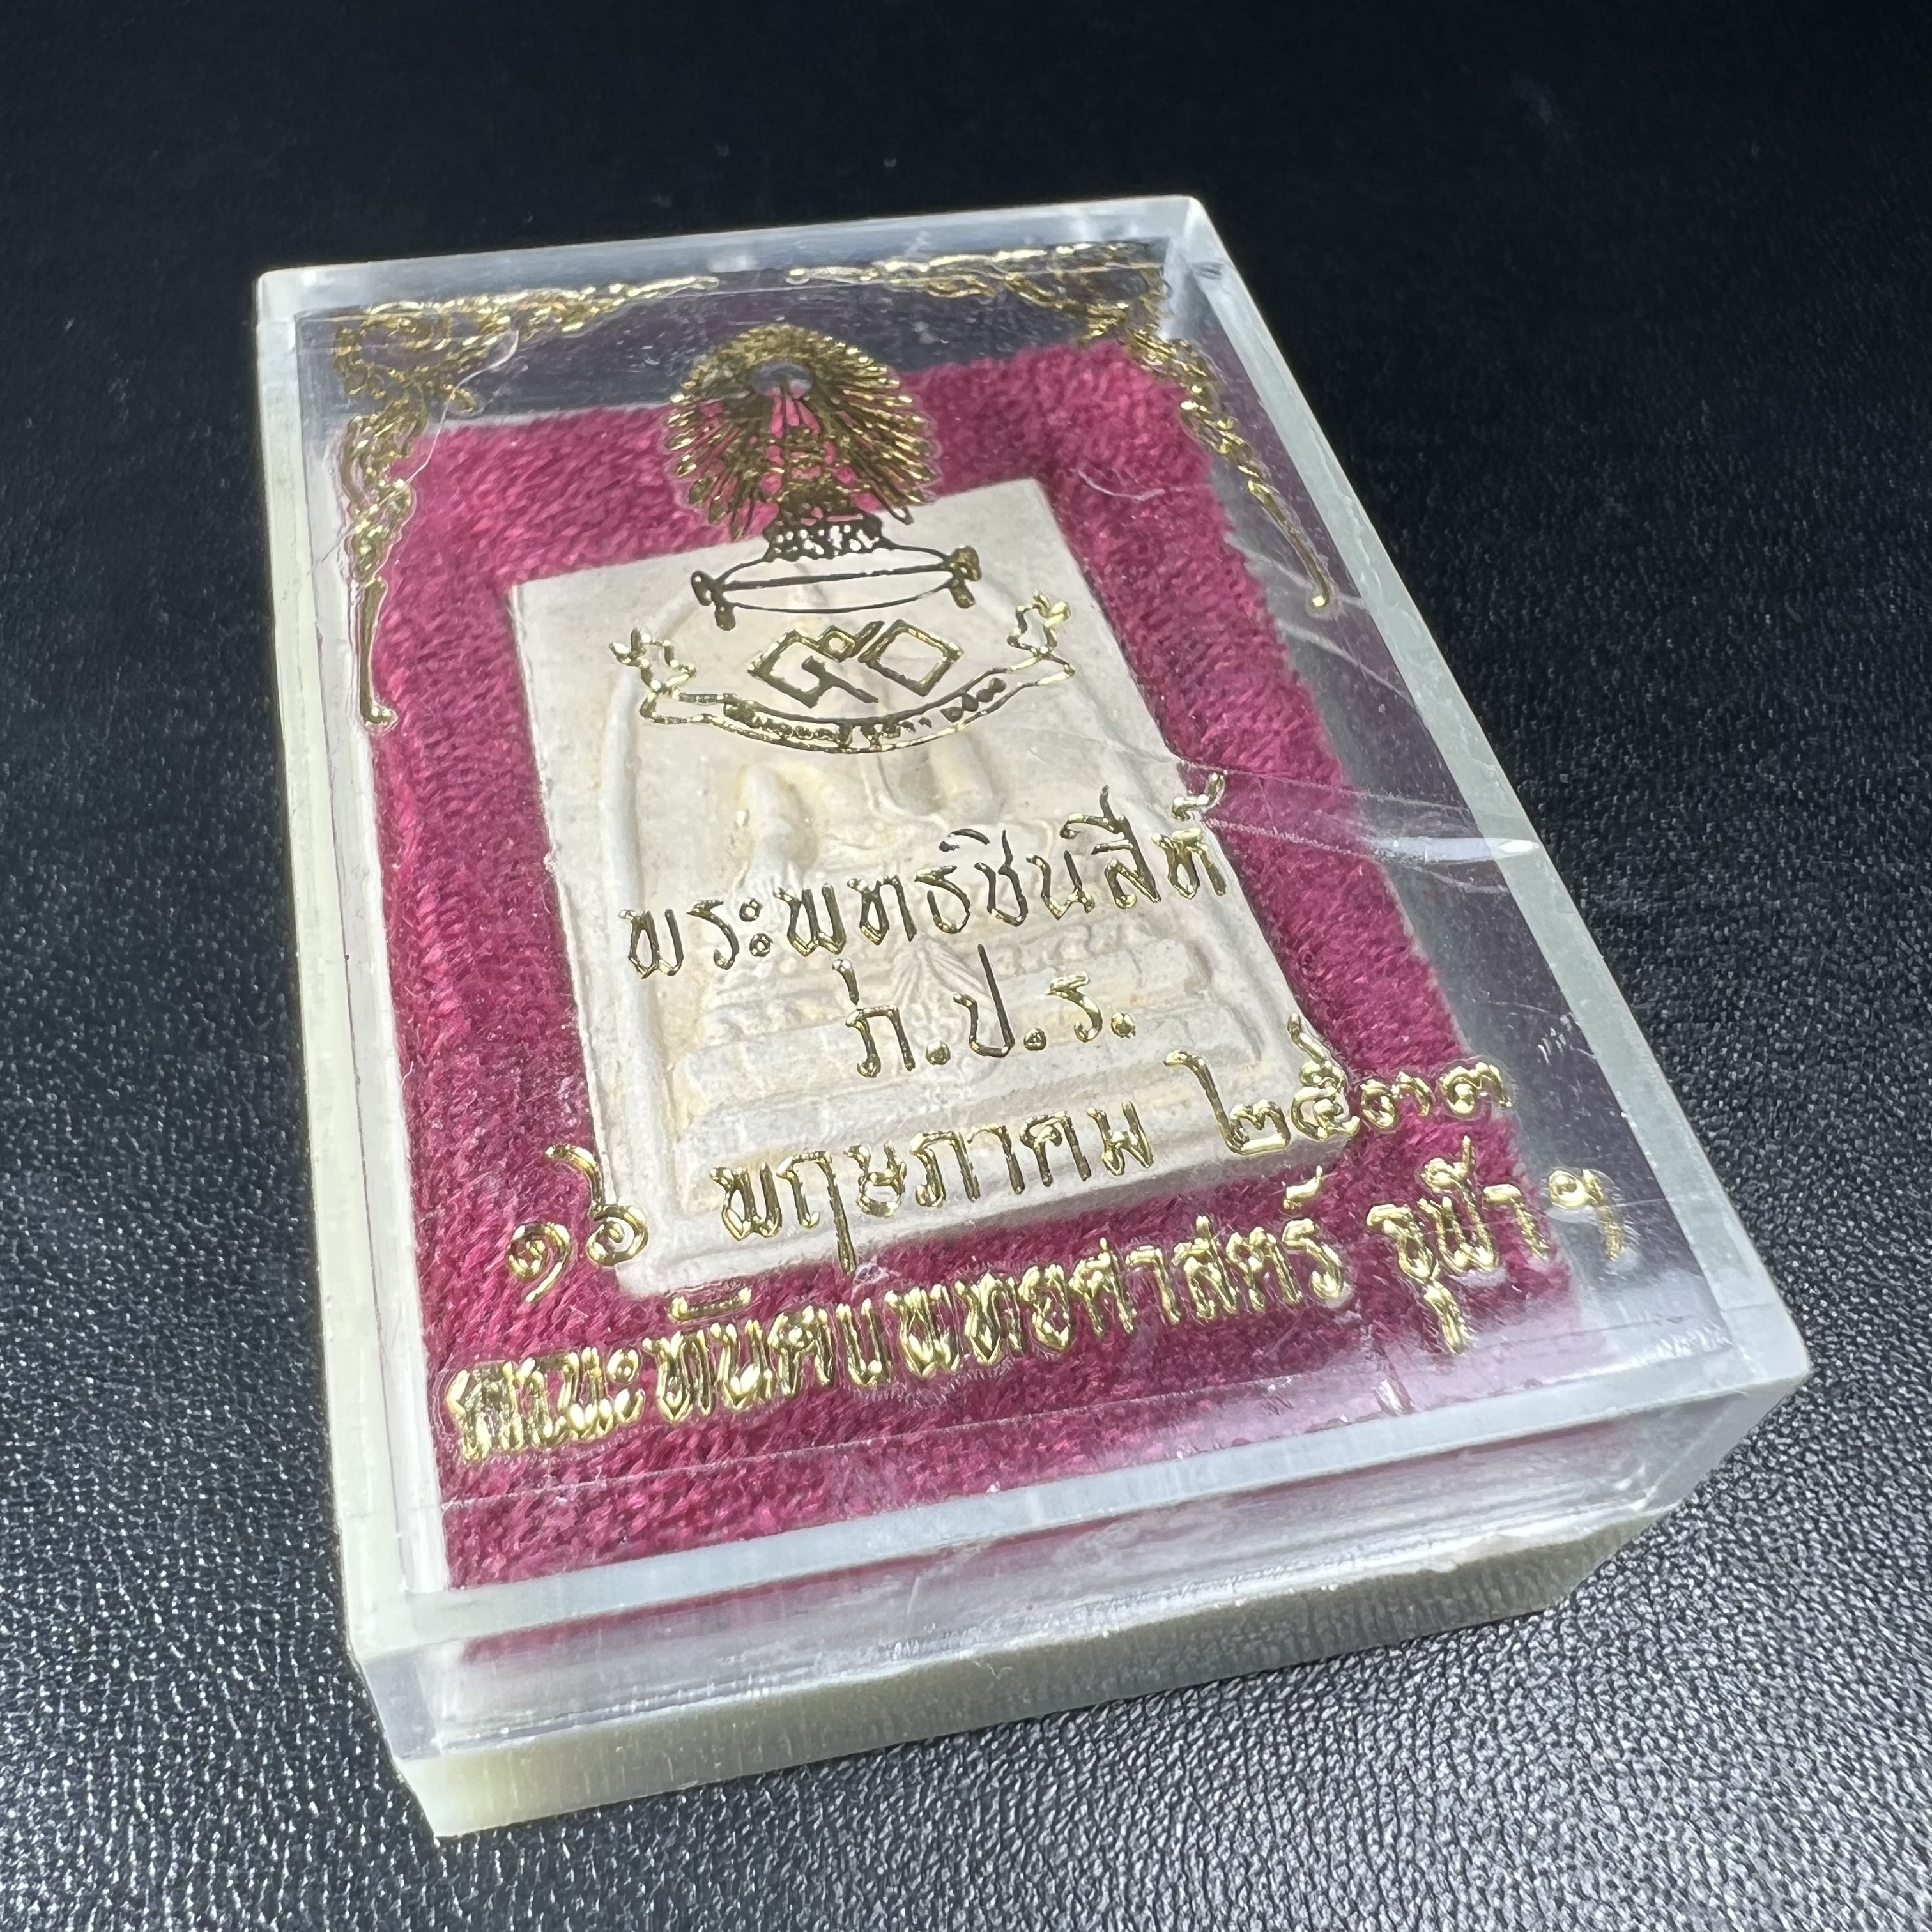 ๘๐
พระพุทธชินสีห์
ภ.ป.ร.
๑๖ พฤษภาคม ๒๕๓๓
คณะทันตแพทยศาสตร์ จุฬาฯ